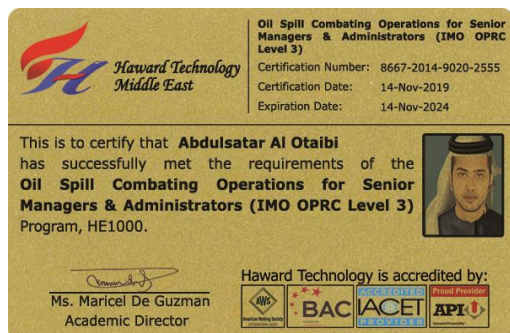 Haward Technology
Middle East
Oil Spill Combating Operations for Senior
Managers & Administrators (IMO OPRC
Level 3)
Certification Number: 8667-2014-9020-2555
Certification Date: 14-Nov-2019
Expiration Date: 14-Nov-2024
This is to certify that Abdulsatar Al Otaibi
has successfully met the requirements of the
Oil Spill Combating Operations for Senior
Managers & Administrators (IMO OPRC Level 3)
Program, HE1000.
Ms. Maricel De Guzman
Academic Director
Haward Technology is accredited by:
AWS
American Welding Society
BAC
ACCREDITED
IACET
PROVIDER
Proud Provider
API U